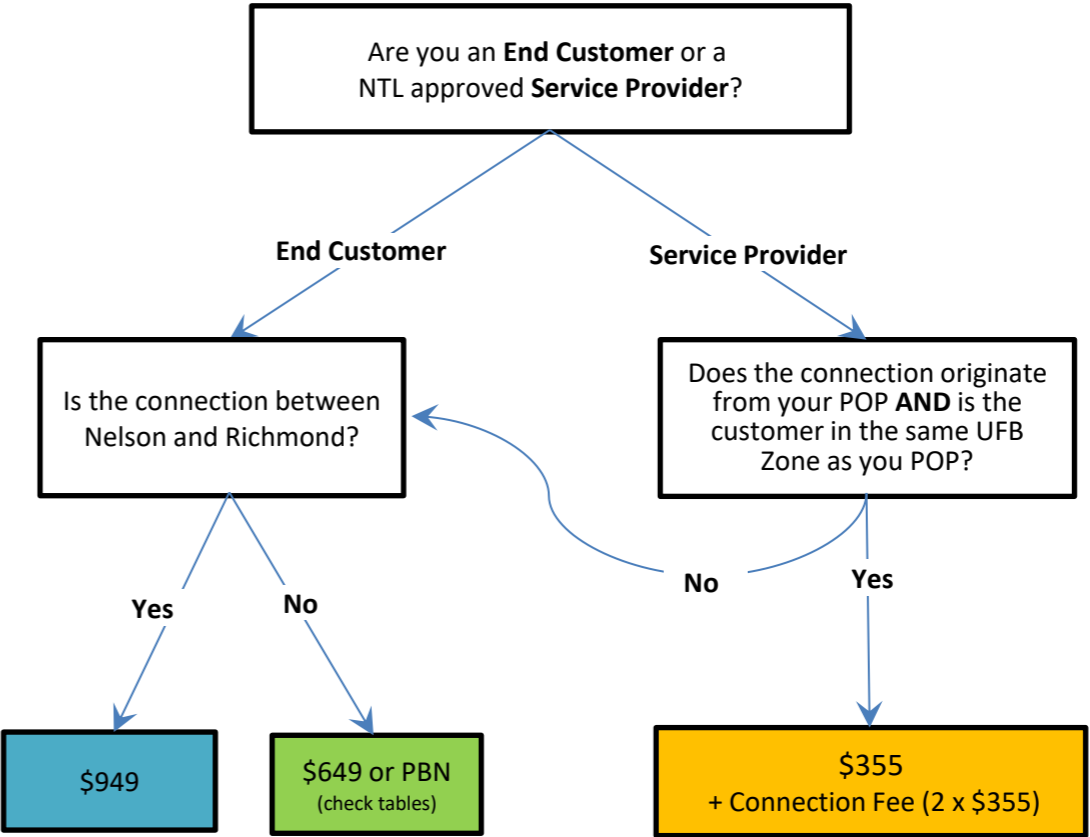 Are you an End Customer or a
NTL approved Service Provider?
End Customer
Service Provider
Is the connection between
Nelson and Richmond?
Does the connection originate
from your POP AND is the
customer in the same UFB
Zone as you POP?
Yes
No
No
Yes
$949
$649 or PBN
(check tables)
$355
+ Connection Fee (2 x $355)